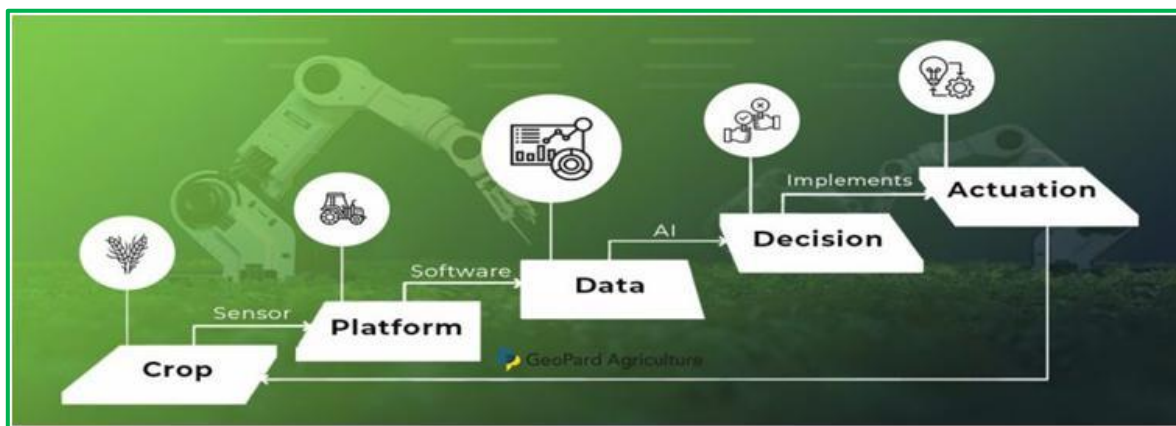 Crop
Sensor
Platform
Software
Data
AI
Decision
Implements
Actuation
GeoPard Agriculture